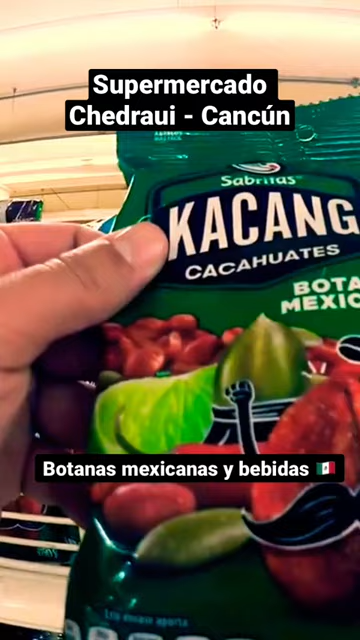 Supermercado
Chedraui - Cancún
Sabritas
KACANG
CACAHUATES
BOTA
MEXIC
Botanas mexicanas y bebidas 🇲🇽